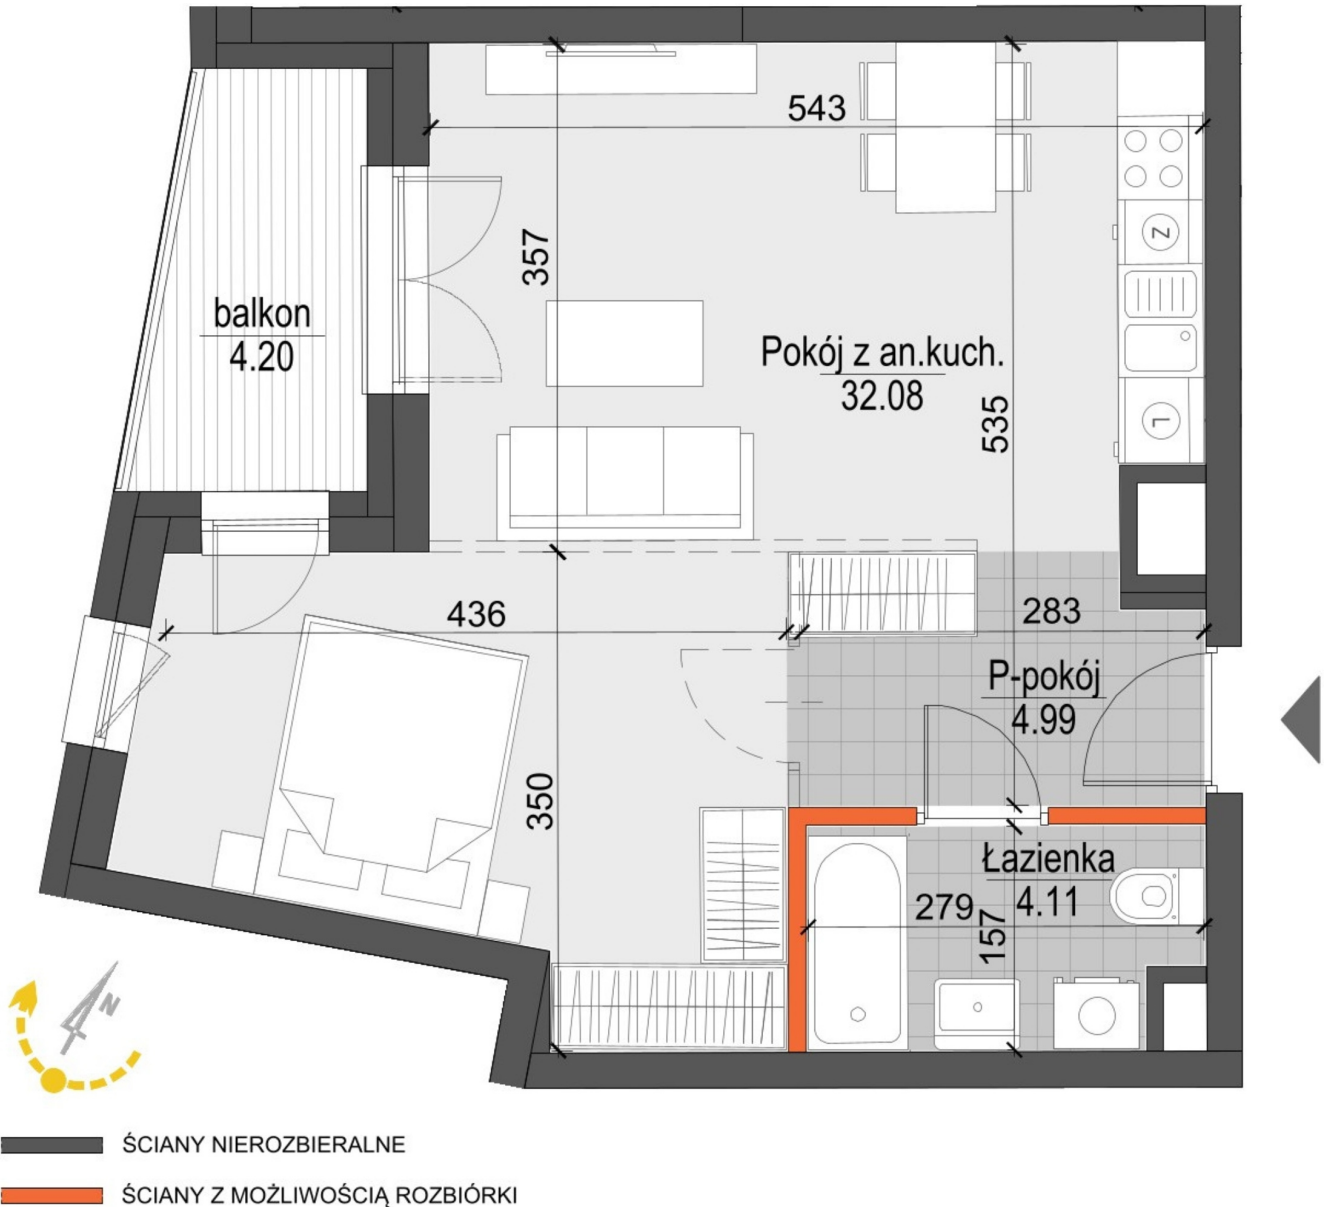 543
357
Z
balkon
4.20
Pokój z an.kuch.
32.08
535
L
436
283
P-pokój
4.99
350
Łazienka
4.11
279
157
N
ŚCIANY NIEROZBIERALNE
ŚCIANY Z MOŻLIWOŚCIĄ ROZBIÓRKI